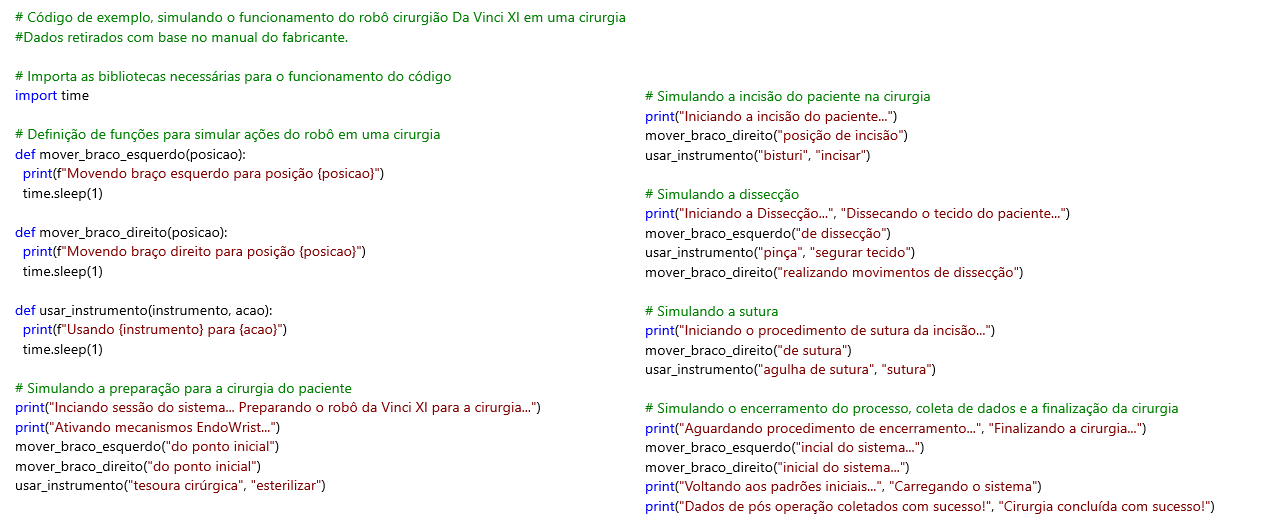 # Código de exemplo, simulando o funcionamento do robô cirurgião Da Vinci XI em uma cirurgia
#Dados retirados com base no manual do fabricante.
# Importa as bibliotecas necessárias para o funcionamento do código
import time
# Definição de funções para simular ações do robô em uma cirurgia
def mover_braco_esquerdo(posicao):
print(f"Movendo braço esquerdo para posição {posicao}")
time.sleep(1)
def mover_braco_direito(posicao):
print(f"Movendo braço direito para posição {posicao}")
time.sleep(1)
def usar_instrumento(instrumento, acao):
print(f"Usando {instrumento} para {acao}")
time.sleep(1)
# Simulando a preparação para a cirurgia do paciente
print("Inciando sessão do sistema... Preparando o robô da Vinci XI para a cirurgia...")
print("Ativando mecanismos EndoWrist...")
mover_braco_esquerdo("do ponto inicial")
mover_braco_direito("do ponto inicial")
usar_instrumento("tesoura cirúrgica", "esterilizar")
# Simulando a incisão do paciente na cirurgia
print("Iniciando a incisão do paciente...")
mover_braco_direito("posição de incisão")
usar_instrumento("bisturi", "incisar")
# Simulando a dissecção
print("Iniciando a Dissecção...", "Dissecando o tecido do paciente...")
mover_braco_esquerdo("de dissecção")
usar_instrumento("pinça", "segurar tecido")
mover_braco_direito("realizando movimentos de dissecção")
# Simulando a sutura
print("Iniciando o procedimento de sutura da incisão...")
mover_braco_direito("de sutura")
usar_instrumento("agulha de sutura", "sutura")
# Simulando o encerramento do processo, coleta de dados e a finalização da cirurgia
print("Aguardando procedimento de encerramento...", "Finalizando a cirurgia...")
mover_braco_esquerdo("incial do sistema...")
mover_braco_direito("inicial do sistema...")
print("Voltando aos padrões iniciais...", "Carregando o sistema")
print("Dados de pós operação coletados com sucesso!", "Cirurgia concluída com sucesso!")